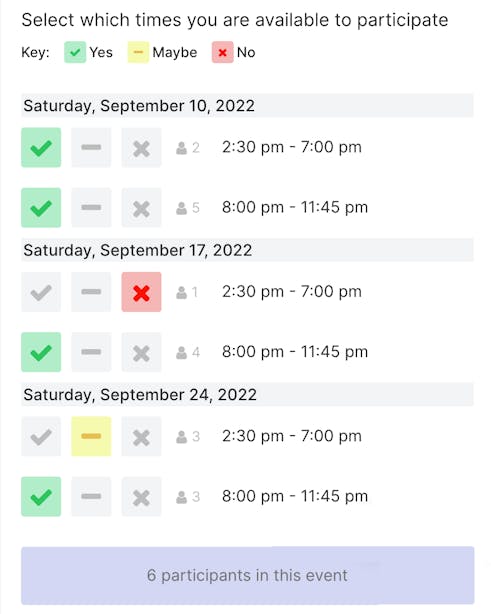 Select which times you are available to participate
Key: Yes Maybe No
Saturday, September 10, 2022
2 2:30 pm - 7:00 pm
5 8:00 pm - 11:45 pm
Saturday, September 17, 2022
1 2:30 pm - 7:00 pm
4 8:00 pm - 11:45 pm
Saturday, September 24, 2022
3 2:30 pm - 7:00 pm
3 8:00 pm - 11:45 pm
6 participants in this event